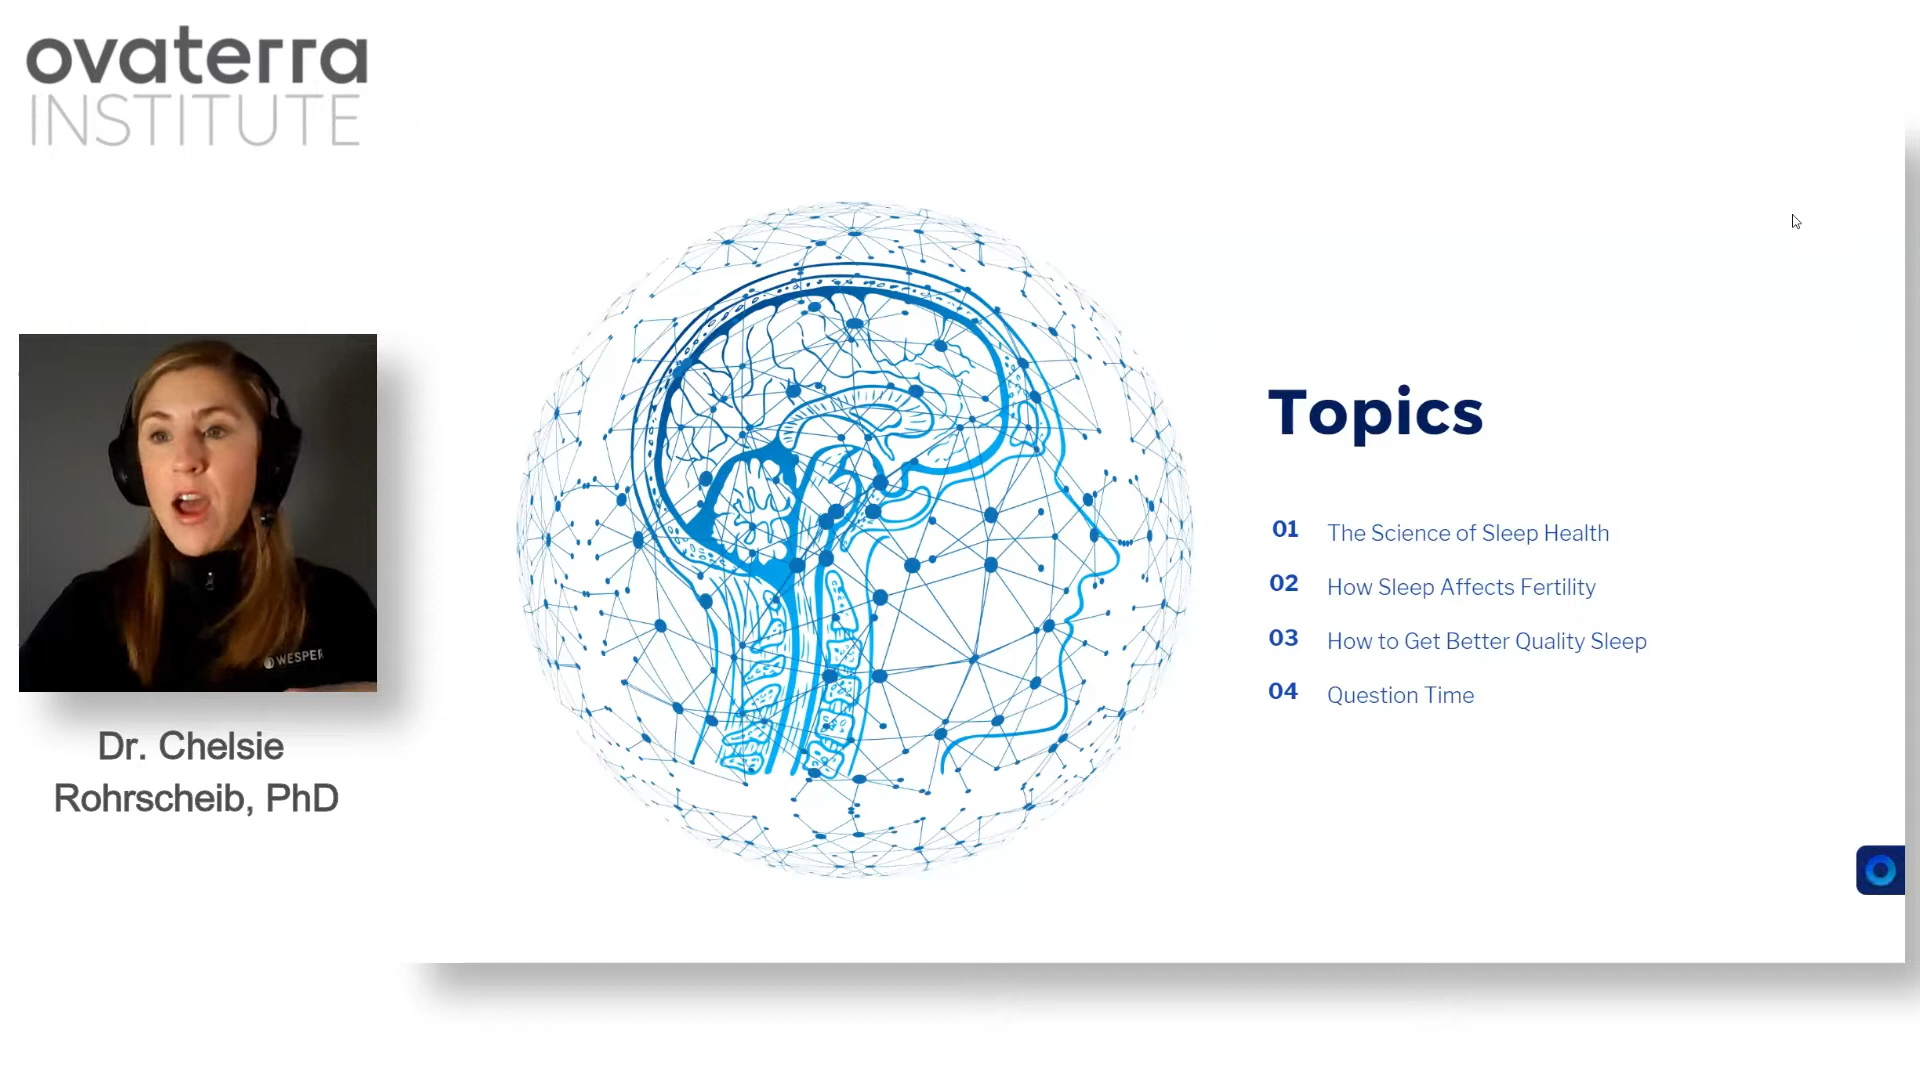 ovaterra
INSTITUTE
WESPER
Dr. Chelsie
Rohrscheib, PhD
Topics
01 The Science of Sleep Health
02 How Sleep Affects Fertility
03 How to Get Better Quality Sleep
04 Question Time